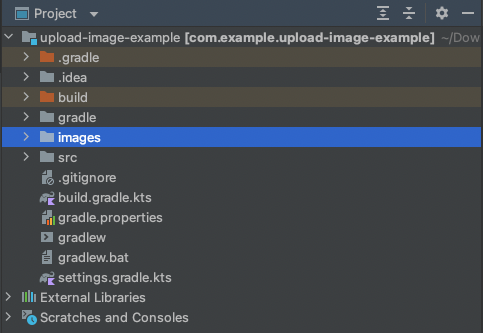 Project
upload-image-example [com.example.upload-image-example] ~/Dow
.gradle
.idea
build
gradle
images
src
.gitignore
build.gradle.kts
gradle.properties
gradlew
gradlew.bat
settings.gradle.kts
External Libraries
Scratches and Consoles